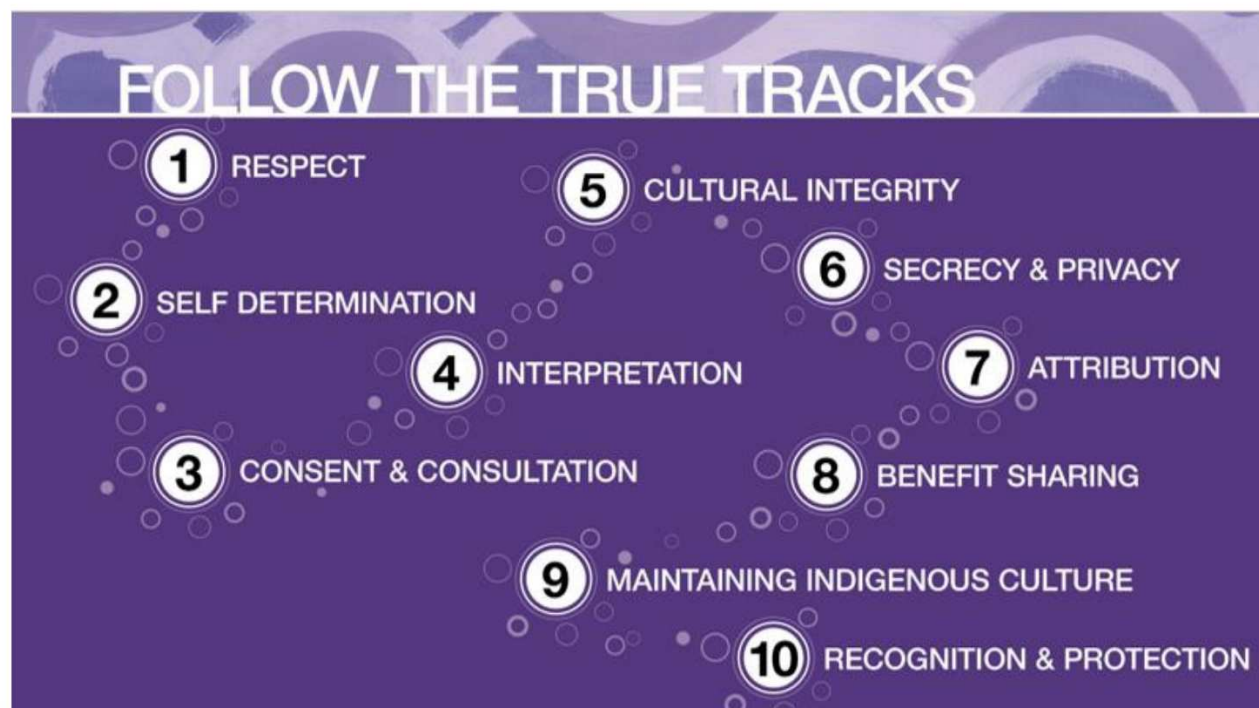 FOLLOW THE TRUE TRACKS
1 RESPECT
2 SELF DETERMINATION
3 CONSENT & CONSULTATION
4 INTERPRETATION
5 CULTURAL INTEGRITY
6 SECRECY & PRIVACY
7 ATTRIBUTION
8 BENEFIT SHARING
9 MAINTAINING INDIGENOUS CULTURE
10 RECOGNITION & PROTECTION